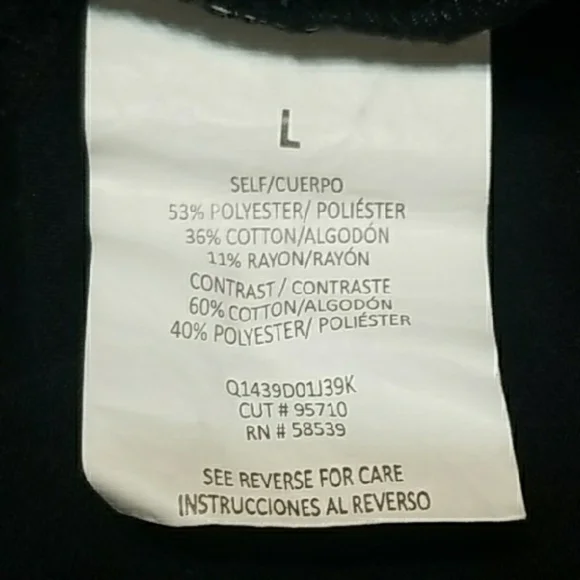 L
SELF/CUERPO
53% POLYESTER/ POLIÉSTER
36% COTTON/ALGODÓN
11% RAYON/RAYÓN
CONTRAST/ CONTRASTE
60% COTTON/ALGODÓN
40% POLYESTER/ POLIÉSTER
Q1439D01J39K
CUT # 95710
RN # 58539
SEE REVERSE FOR CARE
INSTRUCCIONES AL REVERSO